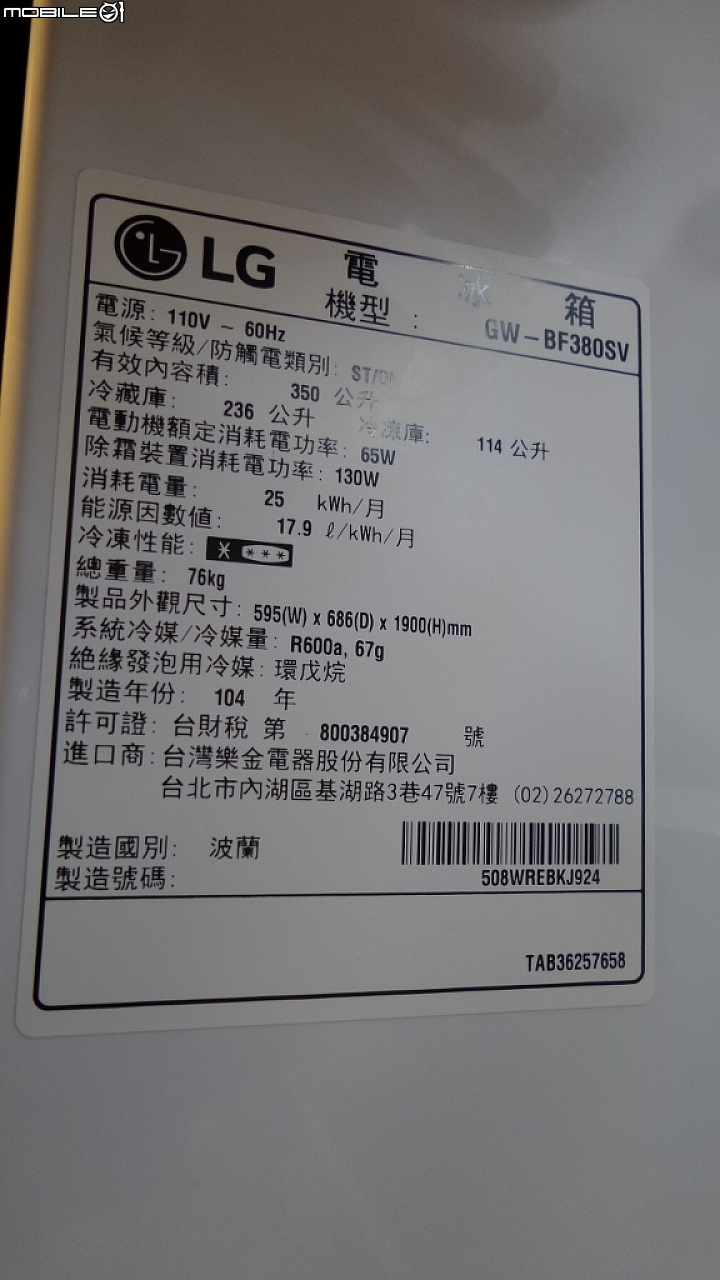 MOBILE01
LG 電冰箱
機型： GW-BF380SV
電源: 110V ~ 60Hz
氣候等級/防觸電類別:
有效內容積: 350 公升
冷藏庫: 236 公升 冷凍庫: 114 公升
電動機額定消耗電功率: 65W
除霜裝置消耗電功率: 130W
消耗電量: 25 kWh/月
能源因數值: 17.9 ℓ/kWh/月
冷凍性能: * ***
總重量: 76kg
製品外觀尺寸: 595(W) x 686(D) x 1900(H)mm
系統冷媒/冷媒量: R600a, 67g
絕緣發泡用冷媒: 環戊烷
製造年份: 104 年
許可證: 台財稅 第 800384907 號
進口商: 台灣樂金電器股份有限公司
台北市內湖區基湖路3巷47號7樓 (02)26272788
製造國別: 波蘭
製造號碼: 508WREBKJ924
TAB36257658